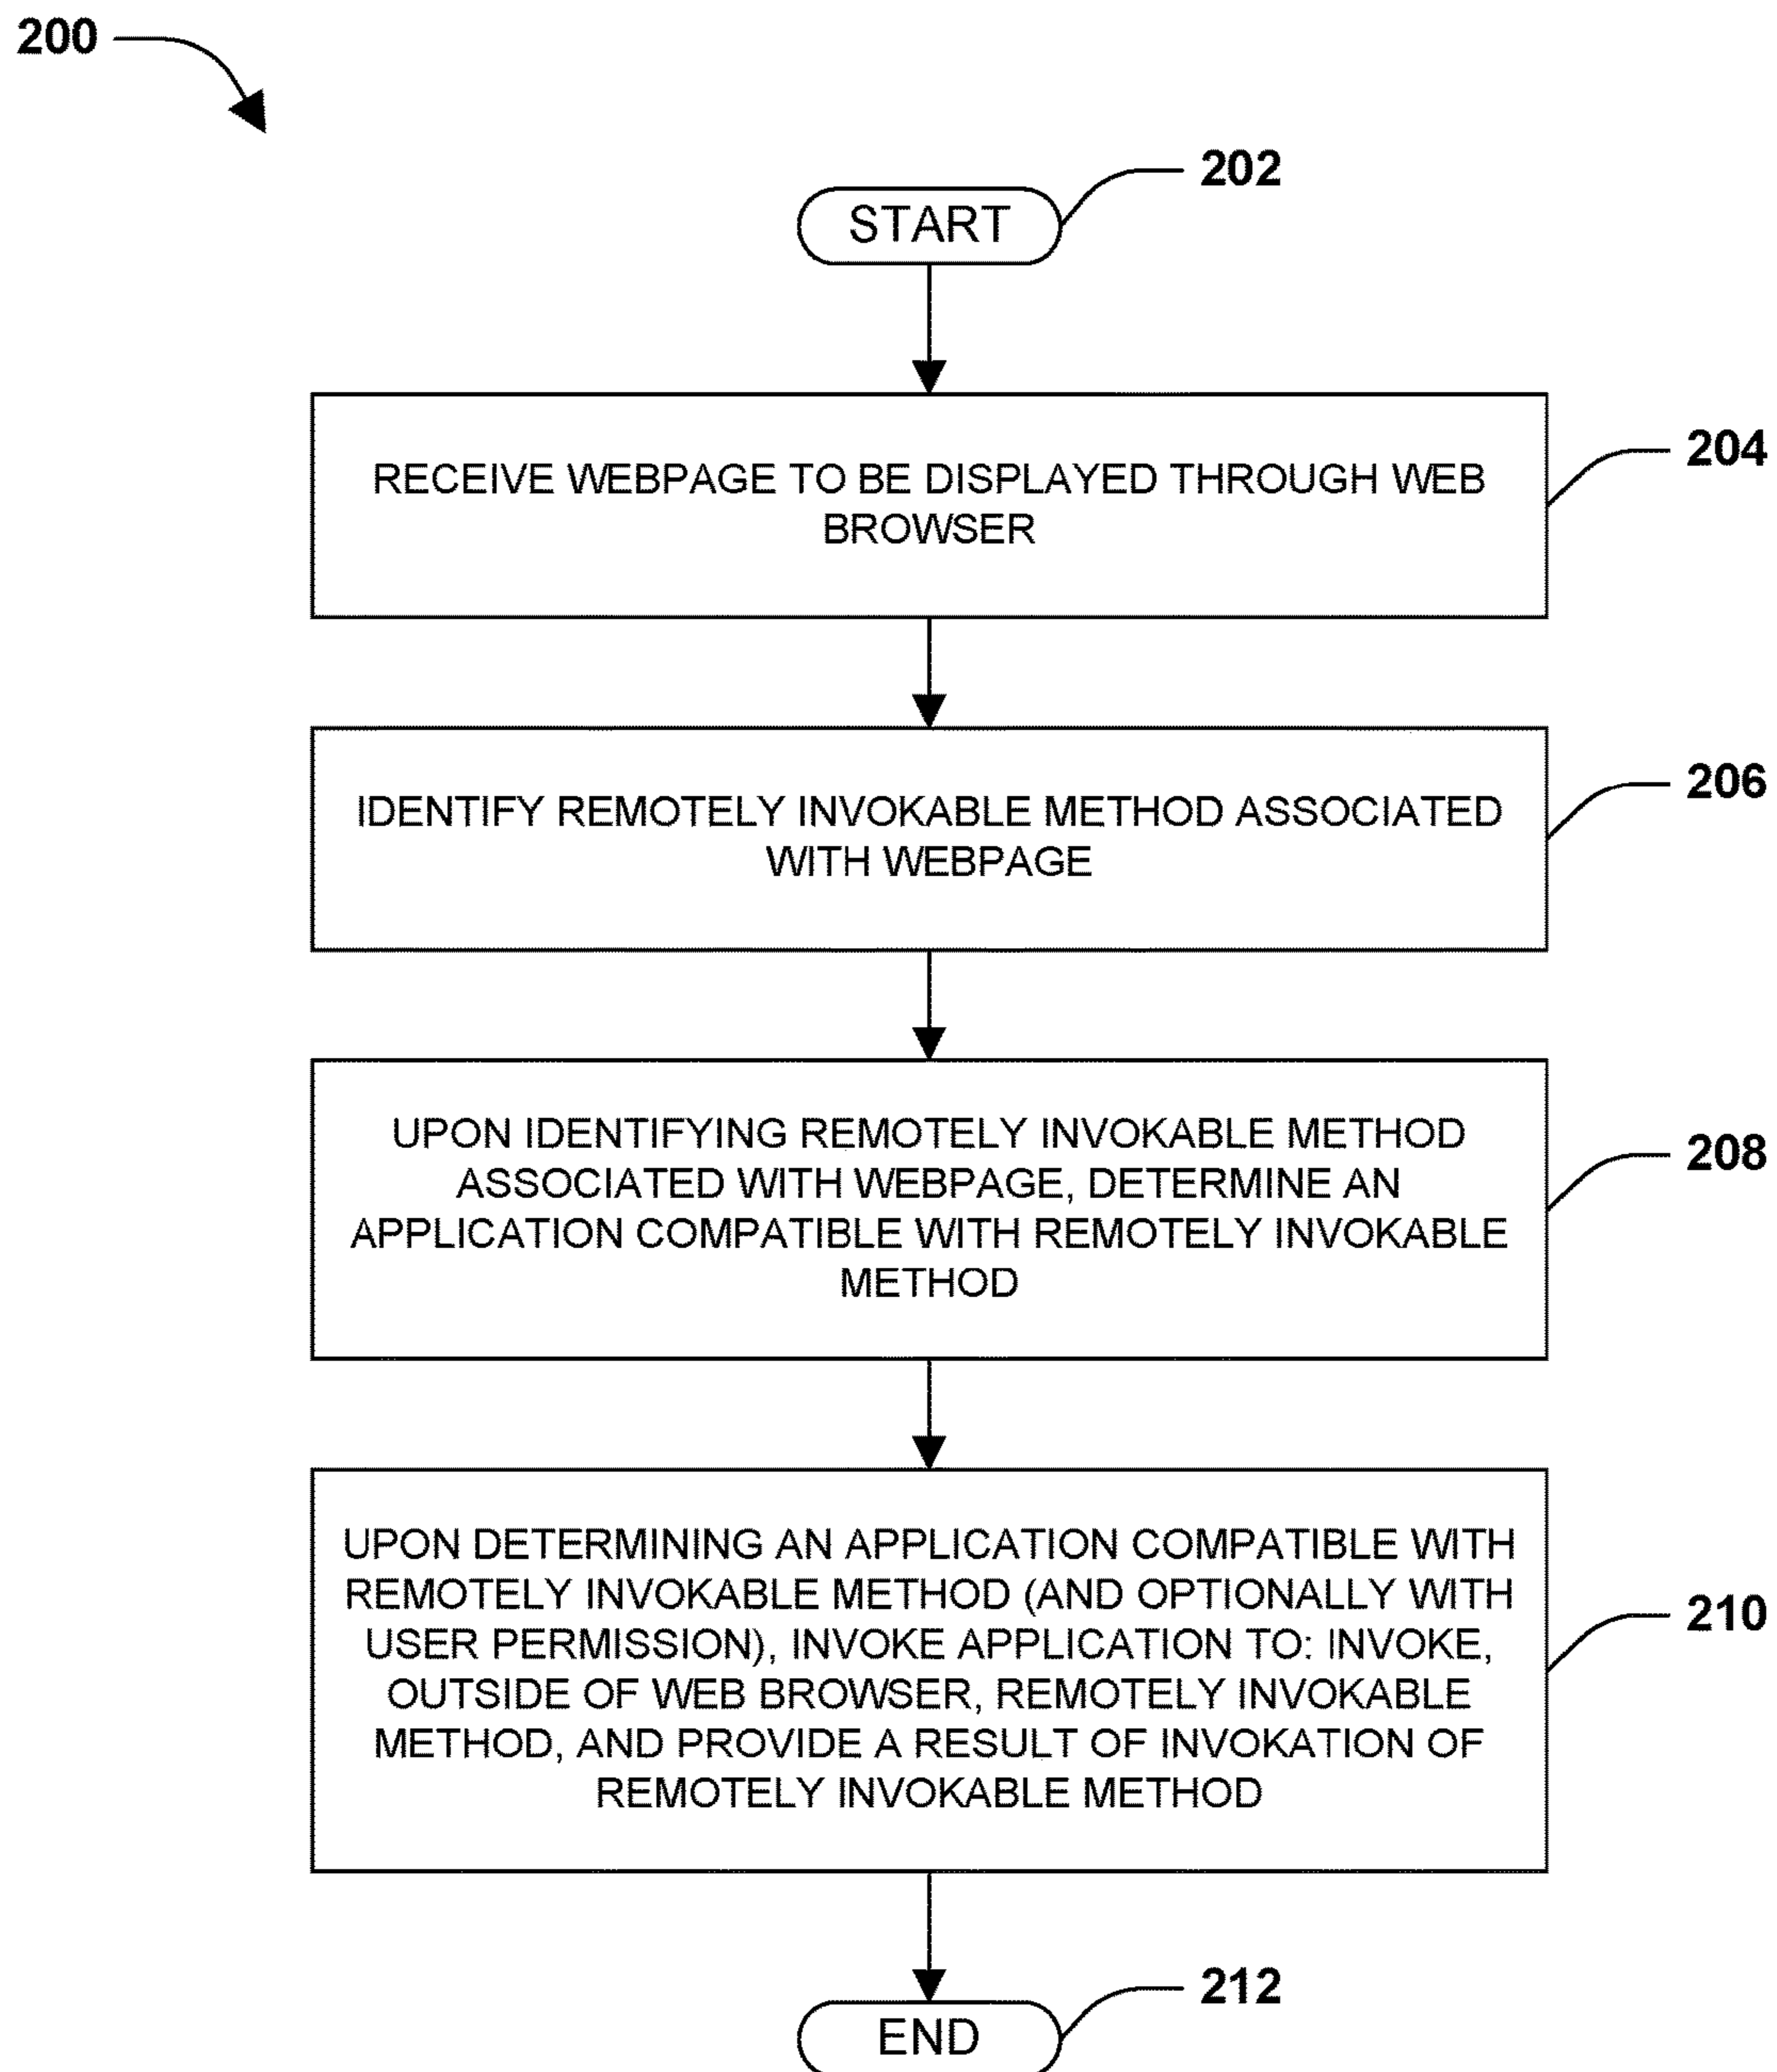 200
202
START
204
RECEIVE WEBPAGE TO BE DISPLAYED THROUGH WEB
BROWSER
206
IDENTIFY REMOTELY INVOKABLE METHOD ASSOCIATED
WITH WEBPAGE
208
UPON IDENTIFYING REMOTELY INVOKABLE METHOD
ASSOCIATED WITH WEBPAGE, DETERMINE AN
APPLICATION COMPATIBLE WITH REMOTELY INVOKABLE
METHOD
210
UPON DETERMINING AN APPLICATION COMPATIBLE WITH
REMOTELY INVOKABLE METHOD (AND OPTIONALLY WITH
USER PERMISSION), INVOKE APPLICATION TO: INVOKE,
OUTSIDE OF WEB BROWSER, REMOTELY INVOKABLE
METHOD, AND PROVIDE A RESULT OF INVOKATION OF
REMOTELY INVOKABLE METHOD
212
END